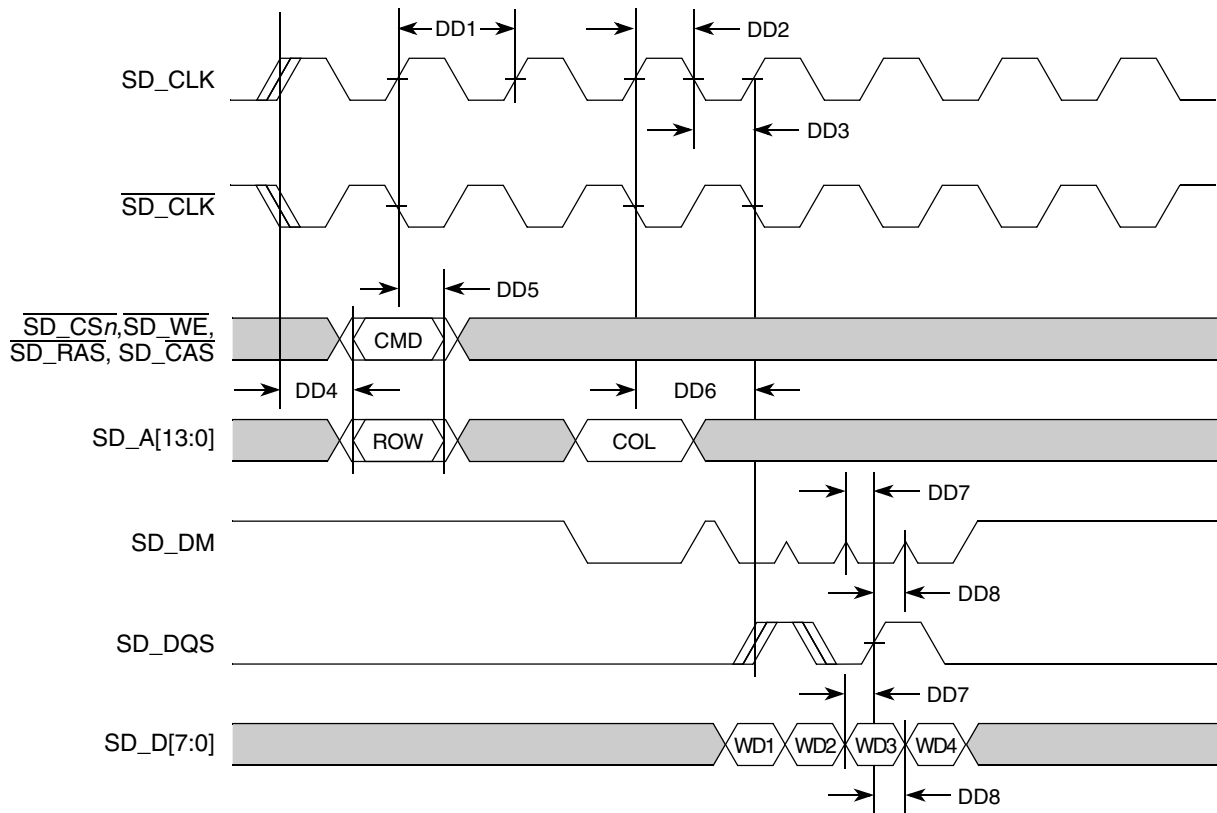 DD1
DD2
SD_CLK
DD3
SD_CLK
DD5
SD_CSn,SD_WE,
SD_RAS, SD_CAS
CMD
DD4
DD6
SD_A[13:0]
ROW
COL
DD7
SD_DM
DD8
SD_DQS
DD7
SD_D[7:0]
WD1
WD2
WD3
WD4
DD8